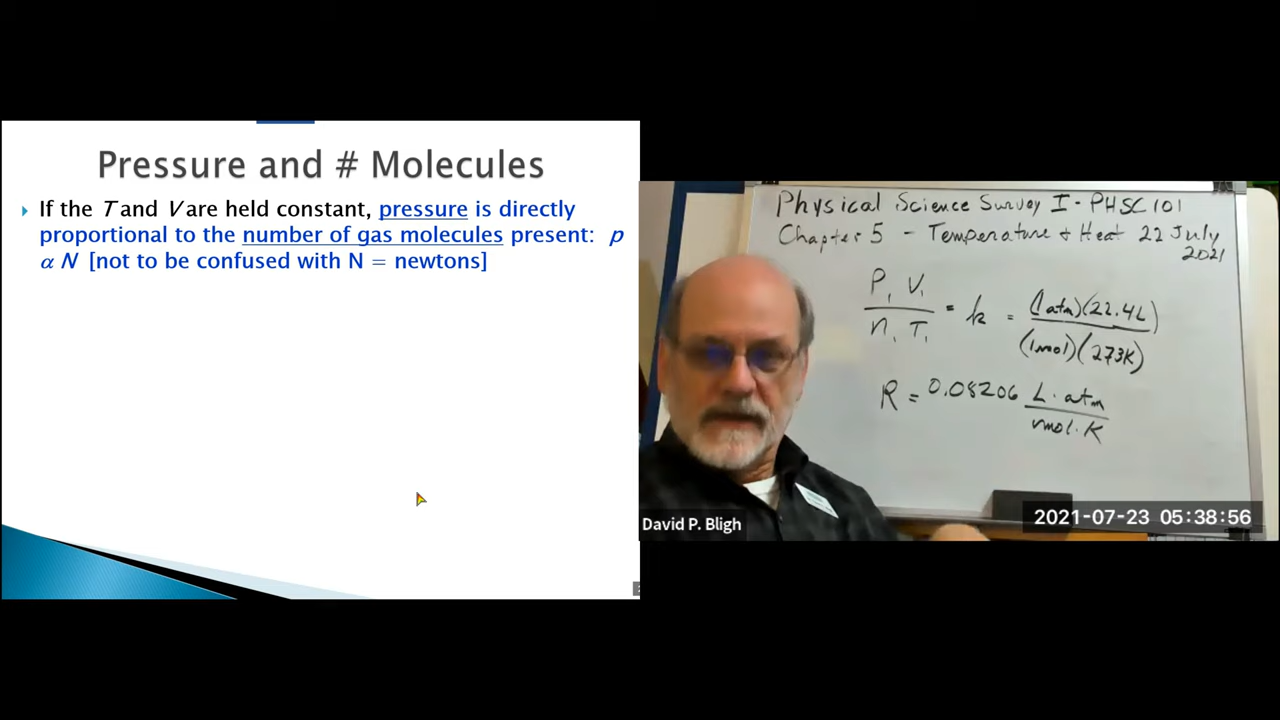 Pressure and # Molecules
If the T and V are held constant, pressure is directly
proportional to the number of gas molecules present: p
α N [not to be confused with N = newtons]
Physical Science Survey I - PHSC 101
Chapter 5 - Temperature + Heat 22 July
2021
P₁ V₁
n₁ T₁
= k =
(1 atm)(22.4L)
(1mol)(273K)
R = 0.08206 L·atm
mol·K
David P. Bligh
2021-07-23 05:38:56